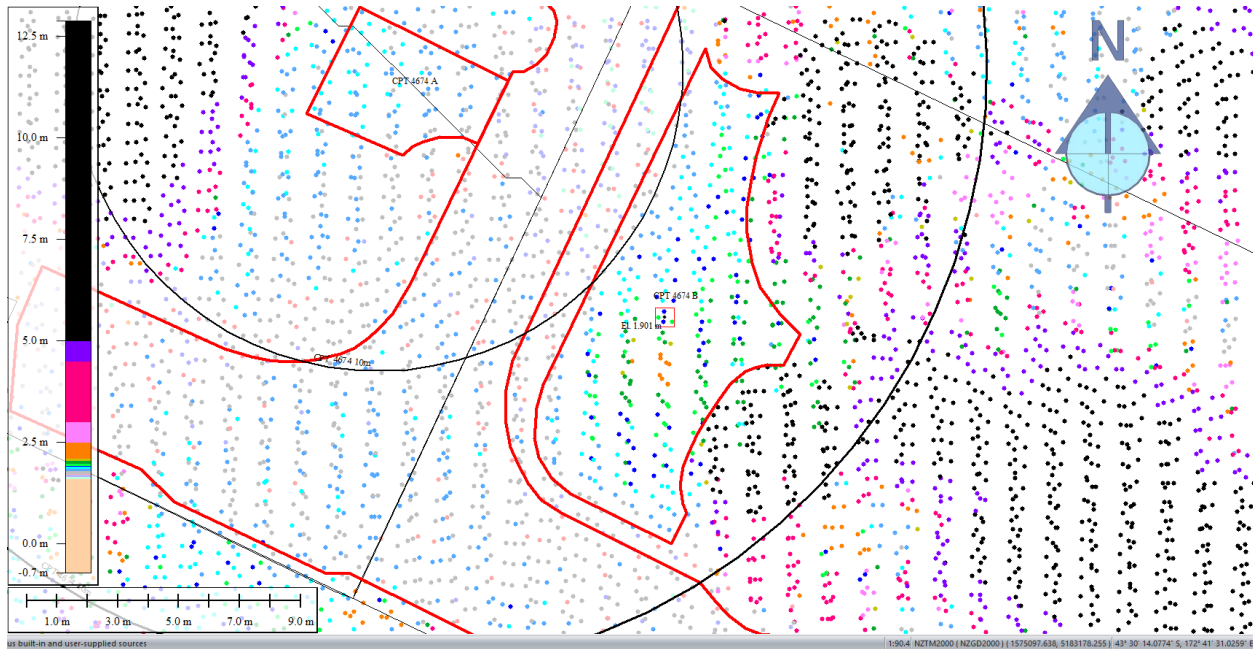 12.5 m
10.0 m
7.5 m
5.0 m
2.5 m
0.0 m
-0.7 m
N
CPT 4674 A
CPT 4674 B
EL 1.901 m
CPT 4674 10m
1.0 m 3.0 m 5.0 m 7.0 m 9.0 m
us built-in and user-supplied sources
1:90.4 NZTM2000 ( NZGD2000 ) ( 1575097.638, 5183178.255 ) 43° 30' 14.0774" S, 172° 41' 31.0259" E